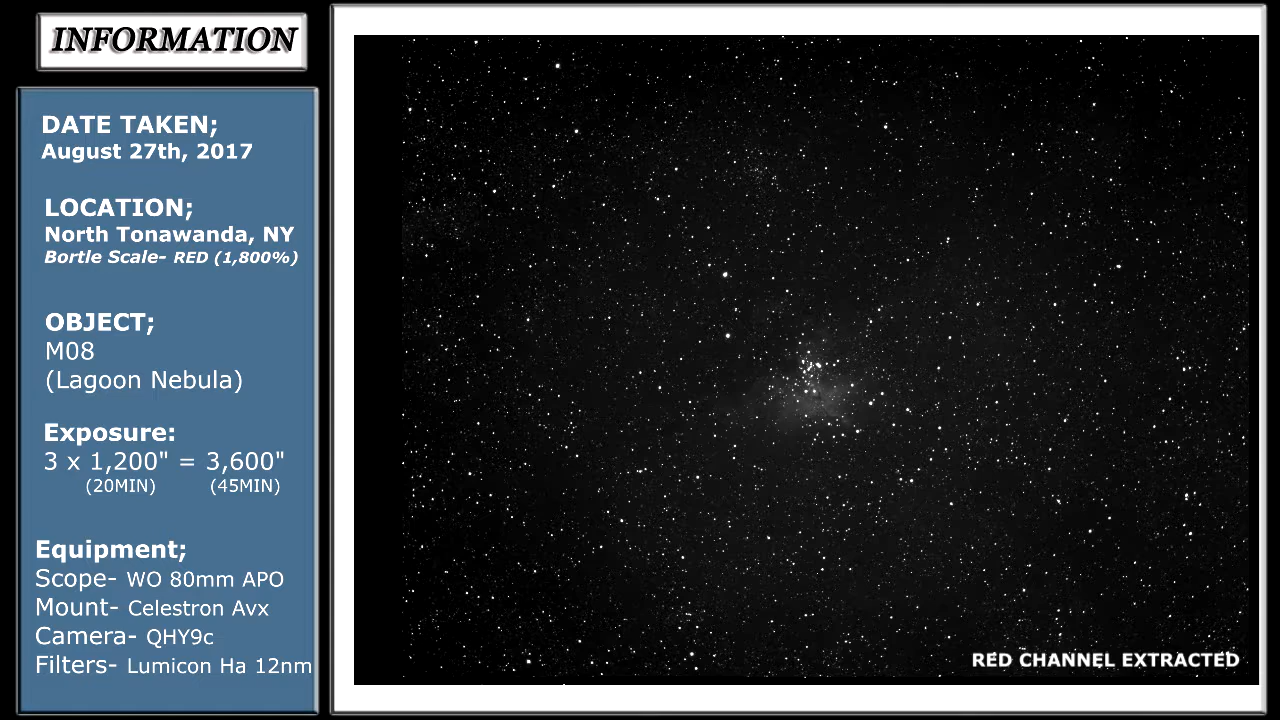 INFORMATION
DATE TAKEN;
August 27th, 2017
LOCATION;
North Tonawanda, NY
Bortle Scale- RED (1,800%)
OBJECT;
M08
(Lagoon Nebula)
Exposure:
3 x 1,200" = 3,600"
(20MIN) (45MIN)
Equipment;
Scope- WO 80mm APO
Mount- Celestron Avx
Camera- QHY9c
Filters- Lumicon Ha 12nm
RED CHANNEL EXTRACTED